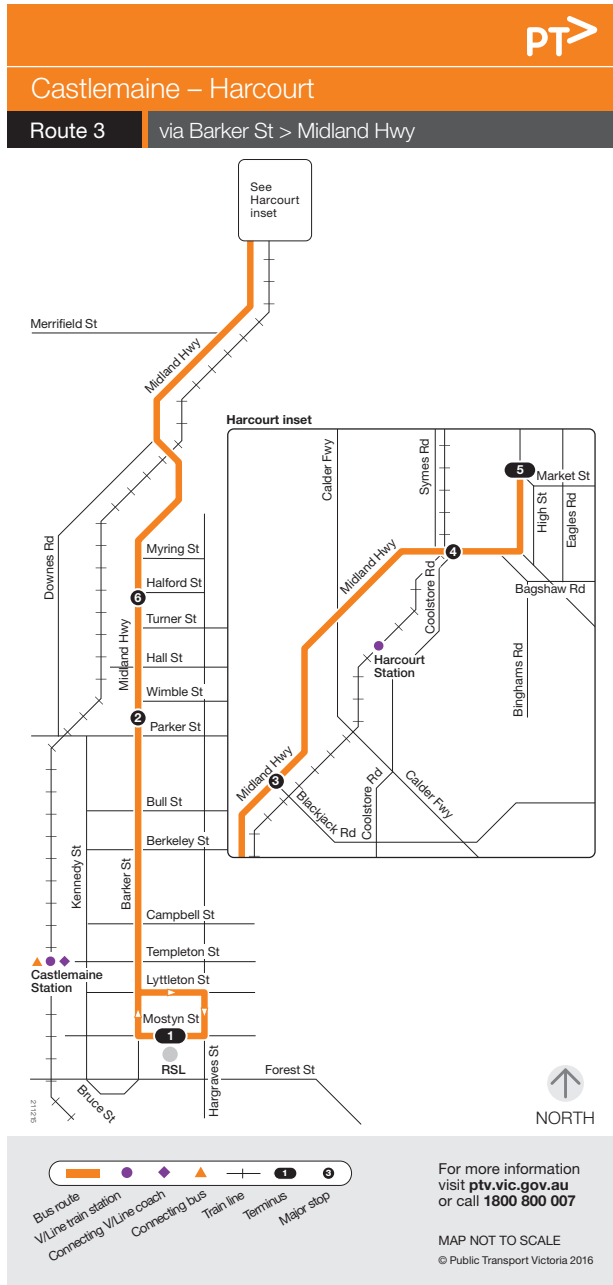 PT>
Castlemaine – Harcourt
Route 3
via Barker St > Midland Hwy
See
Harcourt
inset
Merrifield St
Midland Hwy
Harcourt inset
Calder Fwy
Symes Rd
5
Market St
High St
Eagles Rd
Midland Hwy
4
Coolstore Rd
Bagshaw Rd
Harcourt
Station
Binghams Rd
Midland Hwy
3
Blackjack Rd
Coolstore Rd
Calder Fwy
Downes Rd
Myring St
Halford St
6
Turner St
Midland Hwy
Hall St
Wimble St
2
Parker St
Bull St
Berkeley St
Kennedy St
Barker St
Campbell St
Templeton St
Castlemaine
Station
Lyttleton St
Mostyn St
1
RSL
Hargraves St
Forest St
Bruce St
211215
NORTH
Bus route
V/Line train station
Connecting V/Line coach
Connecting bus
Train line
1
Terminus
3
Major stop
For more information
visit ptv.vic.gov.au
or call 1800 800 007
MAP NOT TO SCALE
© Public Transport Victoria 2016